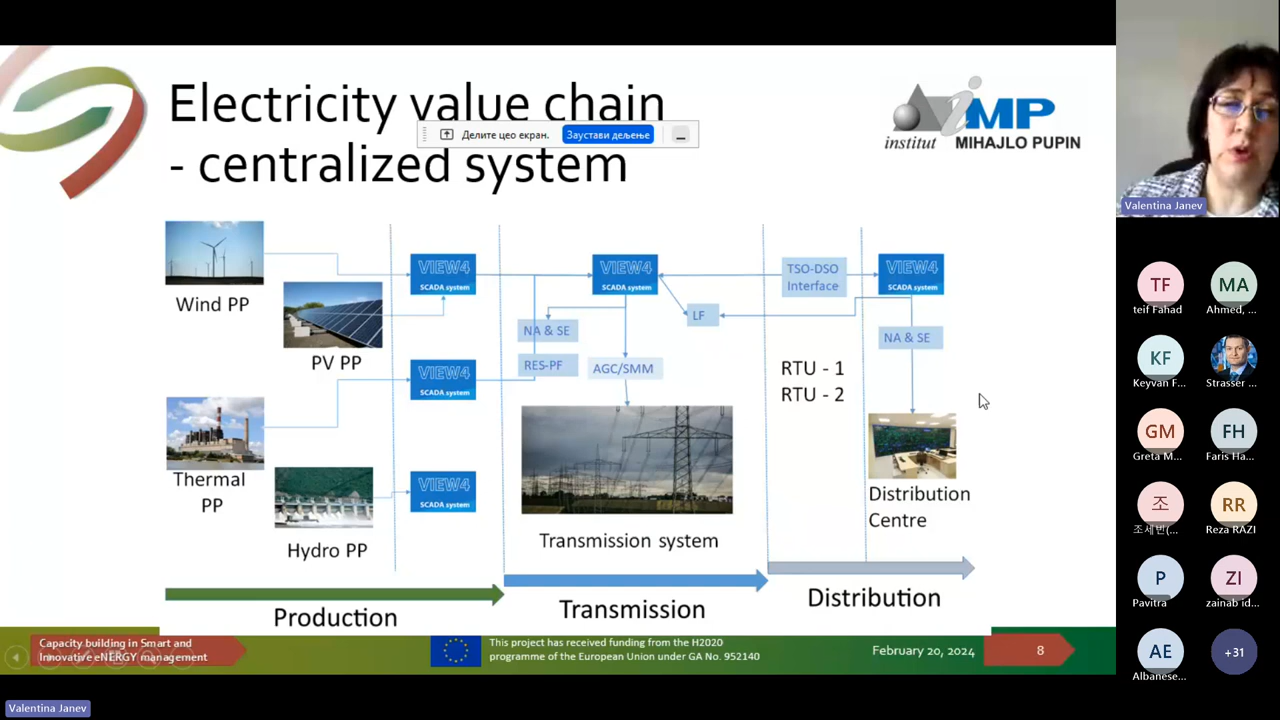 Electricity value chain
- centralized system
Делите цео екран.
Заустави дељење
iMP
institut MIHAJLO PUPIN
Valentina Janev
Wind PP
PV PP
Thermal
PP
Hydro PP
VIEW4
SCADA system
VIEW4
SCADA system
VIEW4
SCADA system
VIEW4
SCADA system
NA & SE
RES-PF
AGC/SMM
LF
TSO-DSO
Interface
VIEW4
SCADA system
NA & SE
RTU - 1
RTU - 2
Transmission system
Distribution
Centre
Production
Transmission
Distribution
Capacity building in Smart and
Innovative eNERGY management
This project has received funding from the H2020
programme of the European Union under GA No. 952140
February 20, 2024
8
TF
teif Fahad
MA
Ahmed, ...
KF
Keyvan F...
Strasser ...
GM
Greta M...
FH
Faris Ha...
조
조세빈(...
RR
Reza RAZI
P
Pavitra
ZI
zainab id...
AE
Albanese...
+31
Valentina Janev